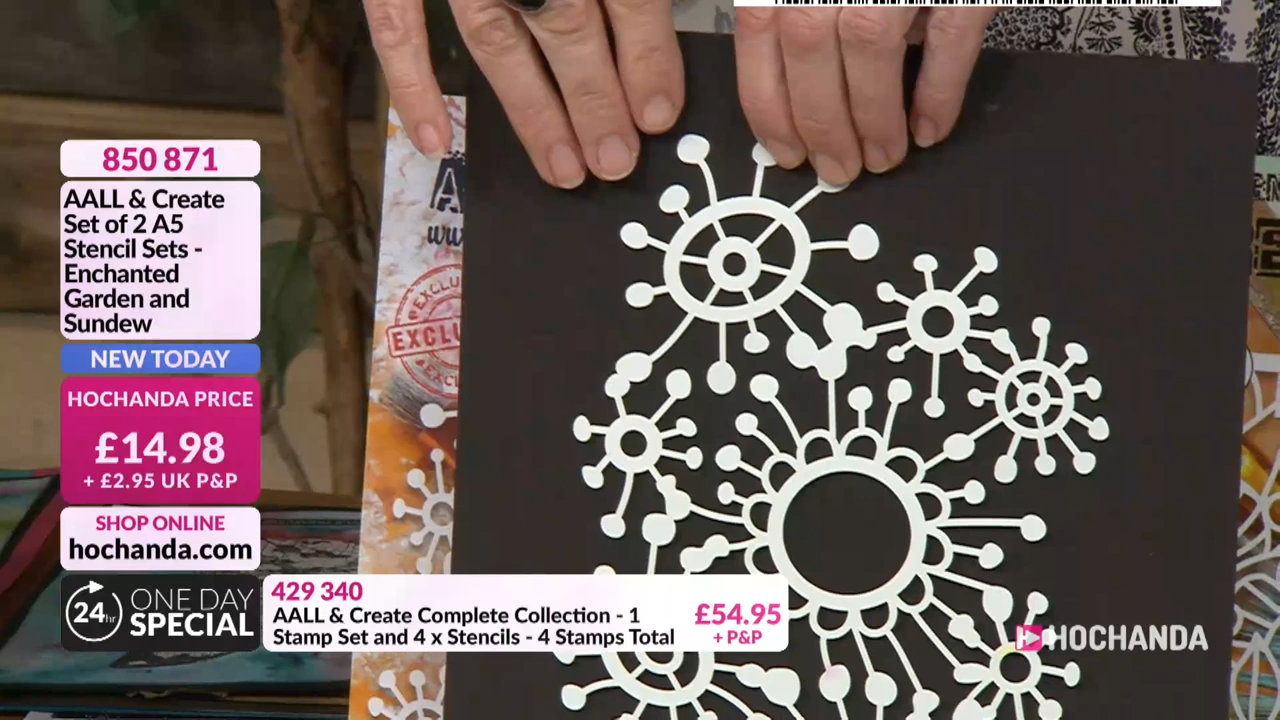 850 871
AALL & Create
Set of 2 A5
Stencil Sets -
Enchanted
Garden and
Sundew
NEW TODAY
HOCHANDA PRICE
£14.98
+ £2.95 UK P&P
SHOP ONLINE
hochanda.com
24hr
ONE DAY
SPECIAL
429 340
AALL & Create Complete Collection - 1
Stamp Set and 4 x Stencils - 4 Stamps Total
£54.95
+ P&P
HOCHANDA